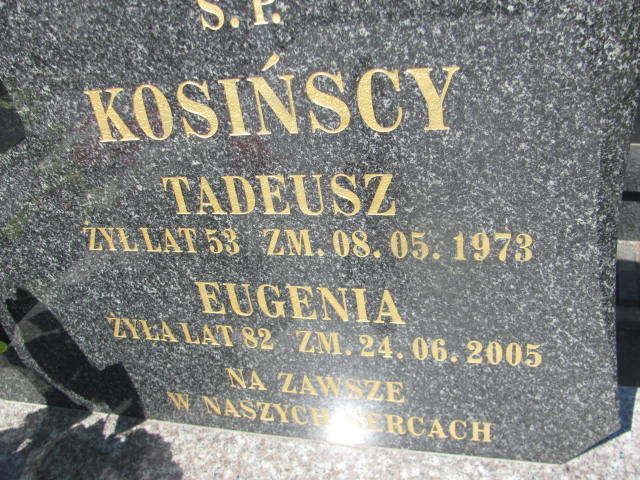 Ś.P.
KOSIŃSCY
TADEUSZ
ŻYŁ LAT 53 ZM. 08. 05. 1973
EUGENIA
ŻYŁA LAT 82 ZM. 24. 06. 2005
NA ZAWSZE
W NASZYCH SERCACH